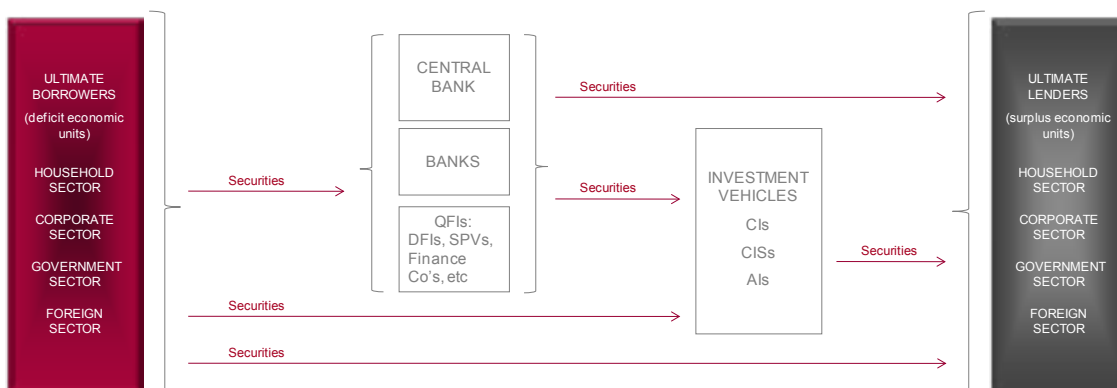 ULTIMATE
BORROWERS
(deficit economic
units)
HOUSEHOLD
SECTOR
CORPORATE
SECTOR
GOVERNMENT
SECTOR
FOREIGN
SECTOR
Securities
CENTRAL
BANK
BANKS
QFIs:
DFIs, SPVs,
Finance
Co's, etc
Securities
Securities
Securities
Securities
INVESTMENT
VEHICLES
CIs
CISs
AIs
Securities
ULTIMATE
LENDERS
(surplus economic
units)
HOUSEHOLD
SECTOR
CORPORATE
SECTOR
GOVERNMENT
SECTOR
FOREIGN
SECTOR